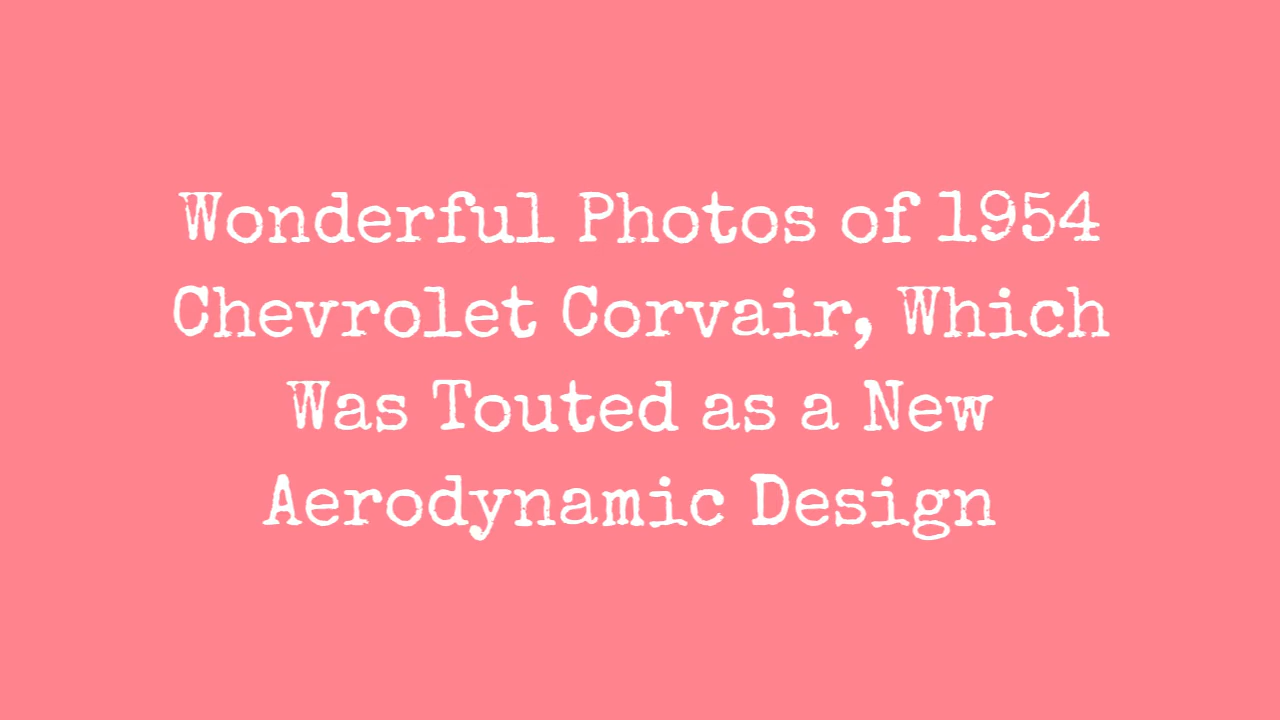 Wonderful Photos of 1954
Chevrolet Corvair, Which
Was Touted as a New
Aerodynamic Design